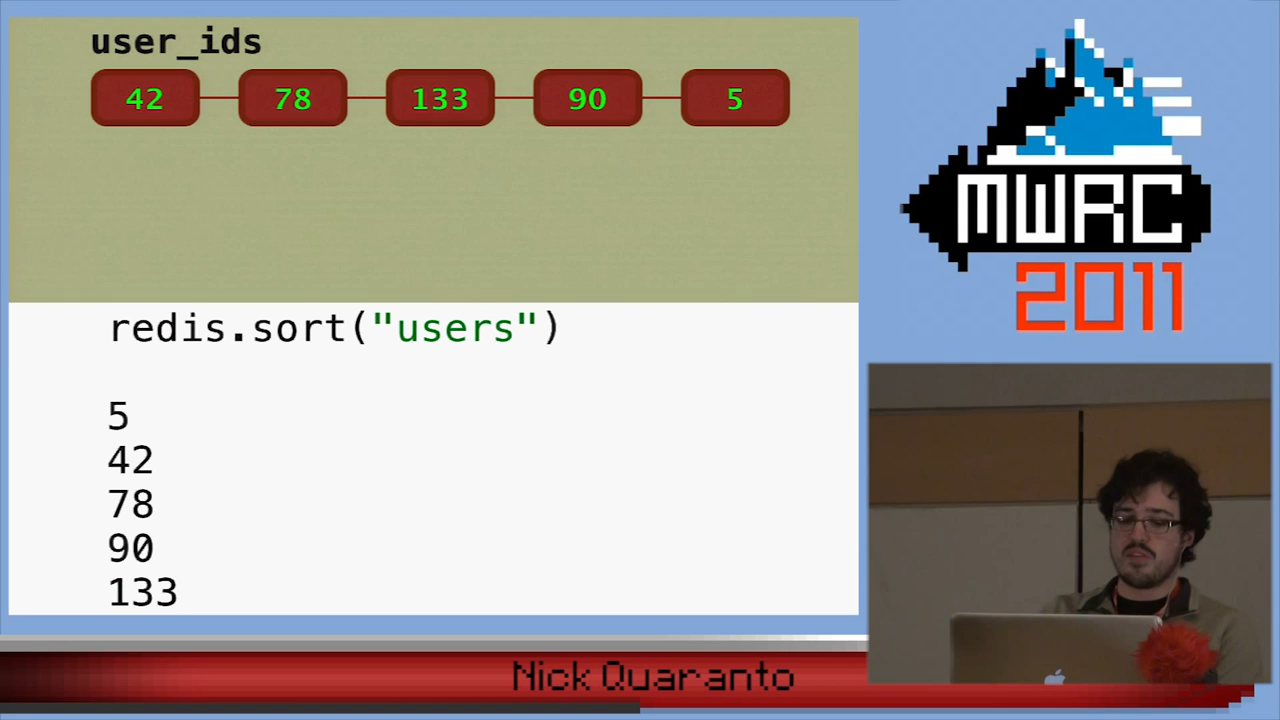 user_ids
42 78 133 90 5
redis.sort("users")
5
42
78
90
133
MWRC
2011
Nick Quaranto